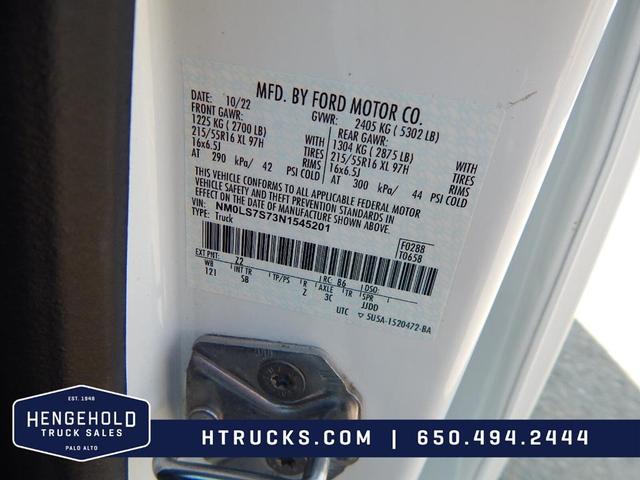 MFD. BY FORD MOTOR CO.
DATE: 10/22 GVWR: 2405 KG ( 5302 LB)
FRONT GAWR: REAR GAWR:
1225 KG ( 2700 LB) WITH 1304 KG ( 2875 LB) WITH
215/55R16 XL 97H TIRES 215/55R16 XL 97H TIRES
16x6.5J RIMS 16x6.5J RIMS
AT 290 kPa/ 42 PSI COLD AT 300 kPa/ 44 PSI COLD
THIS VEHICLE CONFORMS TO ALL APPLICABLE FEDERAL MOTOR
VEHICLE SAFETY AND THEFT PREVENTION STANDARDS IN
EFFECT ON THE DATE OF MANUFACTURE SHOWN ABOVE.
VIN: NM0LS7S73N1545201
TYPE: Truck
F0288
T0658
EXT PNT: Z2 RC: B6 DSO:
WB INT TR TP/PS R AXLE TR SPR
121 SB 2 3C JJDD
UTC ▽ 5U5A-1520472-BA
EST. 1948
HENGEHOLD
TRUCK SALES
PALO ALTO
HTRUCKS.COM | 650.494.2444